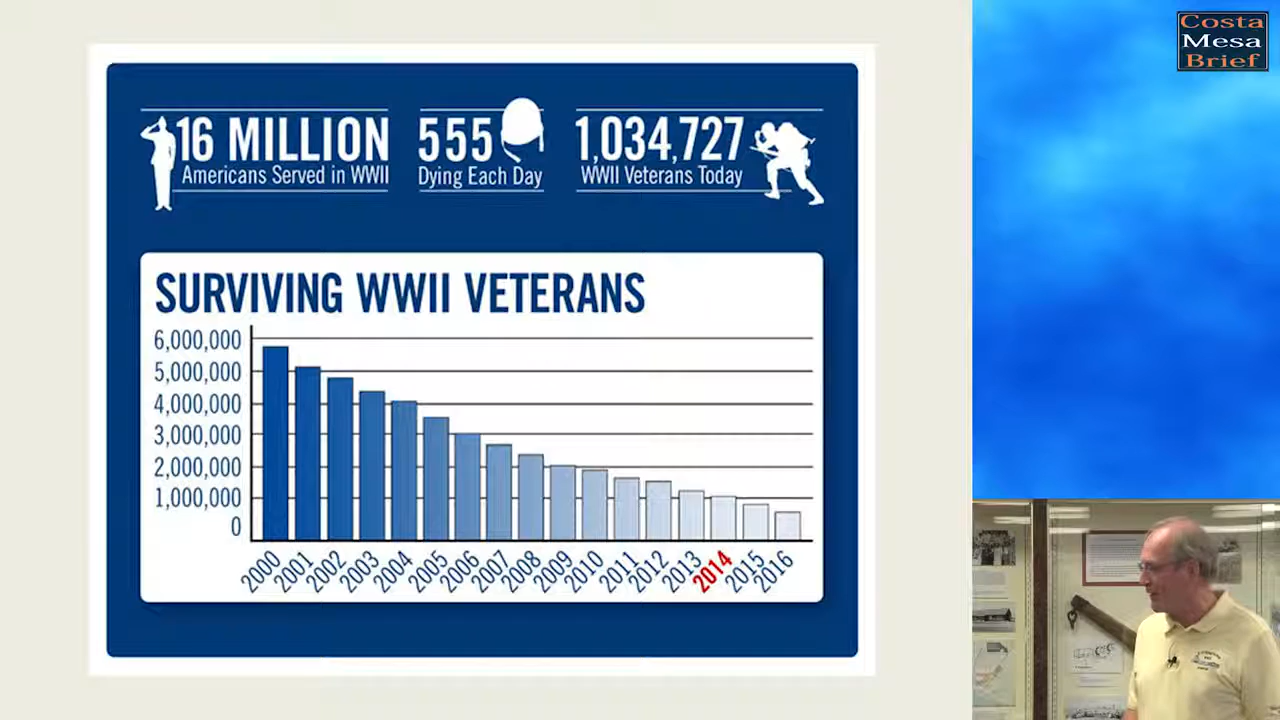 Costa
Mesa
Brief
16 MILLION
Americans Served in WWII
555
Dying Each Day
1,034,727
WWII Veterans Today
SURVIVING WWII VETERANS
6,000,000
5,000,000
4,000,000
3,000,000
2,000,000
1,000,000
0
2000 2001 2002 2003 2004 2005 2006 2007 2008 2009 2010 2011 2012 2013 2014 2015 2016